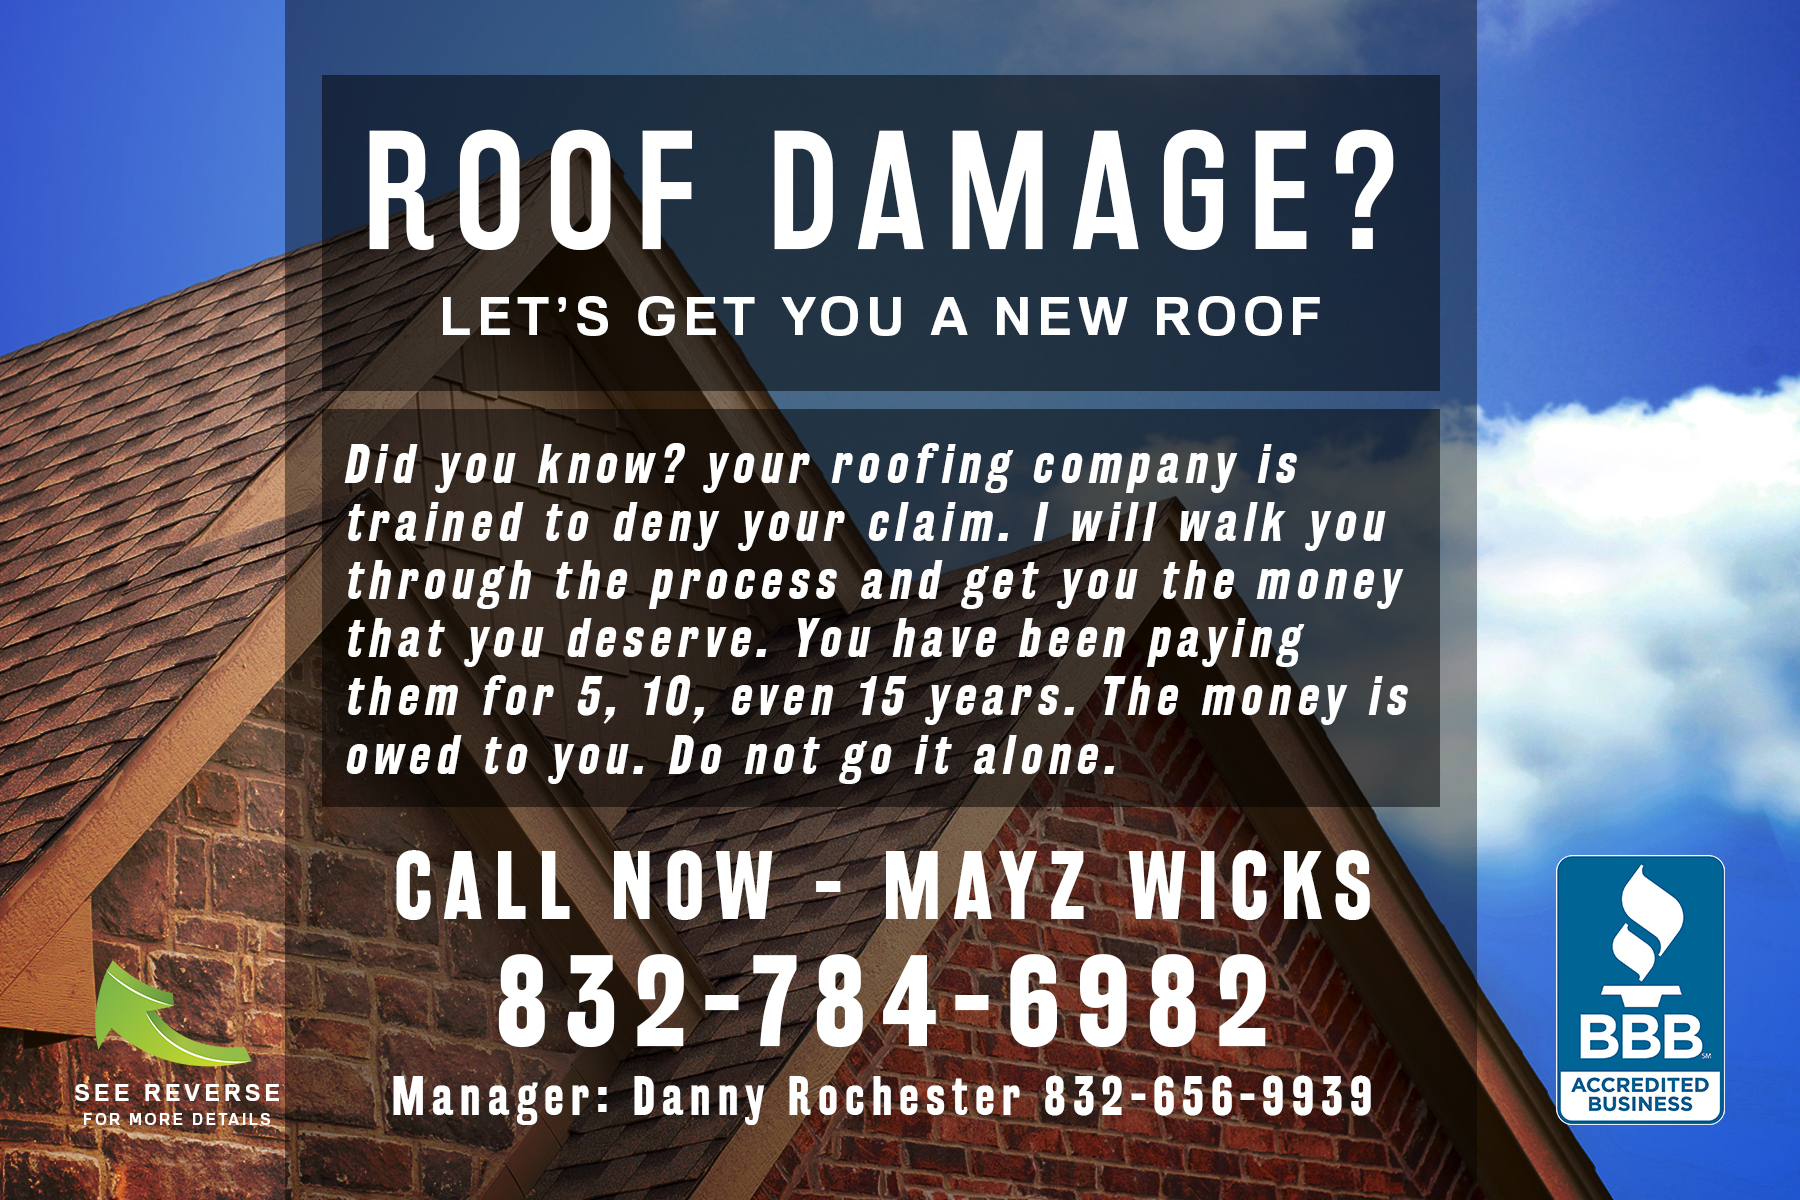 ROOF DAMAGE?
LET'S GET YOU A NEW ROOF
Did you know? your roofing company is
trained to deny your claim. I will walk you
through the process and get you the money
that you deserve. You have been paying
them for 5, 10, even 15 years. The money is
owed to you. Do not go it alone.
CALL NOW - MAYZ WICKS
832-784-6982
Manager: Danny Rochester 832-656-9939
SEE REVERSE
FOR MORE DETAILS
BBB SM
ACCREDITED
BUSINESS